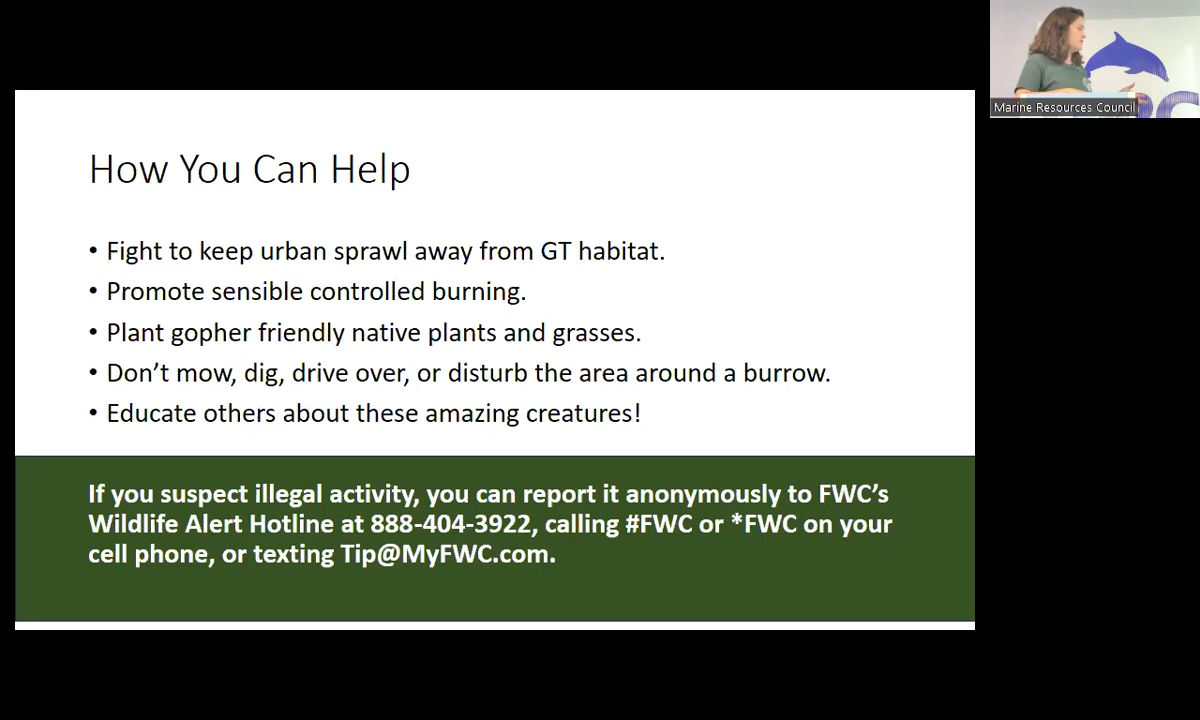 How You Can Help
• Fight to keep urban sprawl away from GT habitat.
• Promote sensible controlled burning.
• Plant gopher friendly native plants and grasses.
• Don’t mow, dig, drive over, or disturb the area around a burrow.
• Educate others about these amazing creatures!
If you suspect illegal activity, you can report it anonymously to FWC’s
Wildlife Alert Hotline at 888-404-3922, calling #FWC or *FWC on your
cell phone, or texting Tip@MyFWC.com.
Marine Resources Council